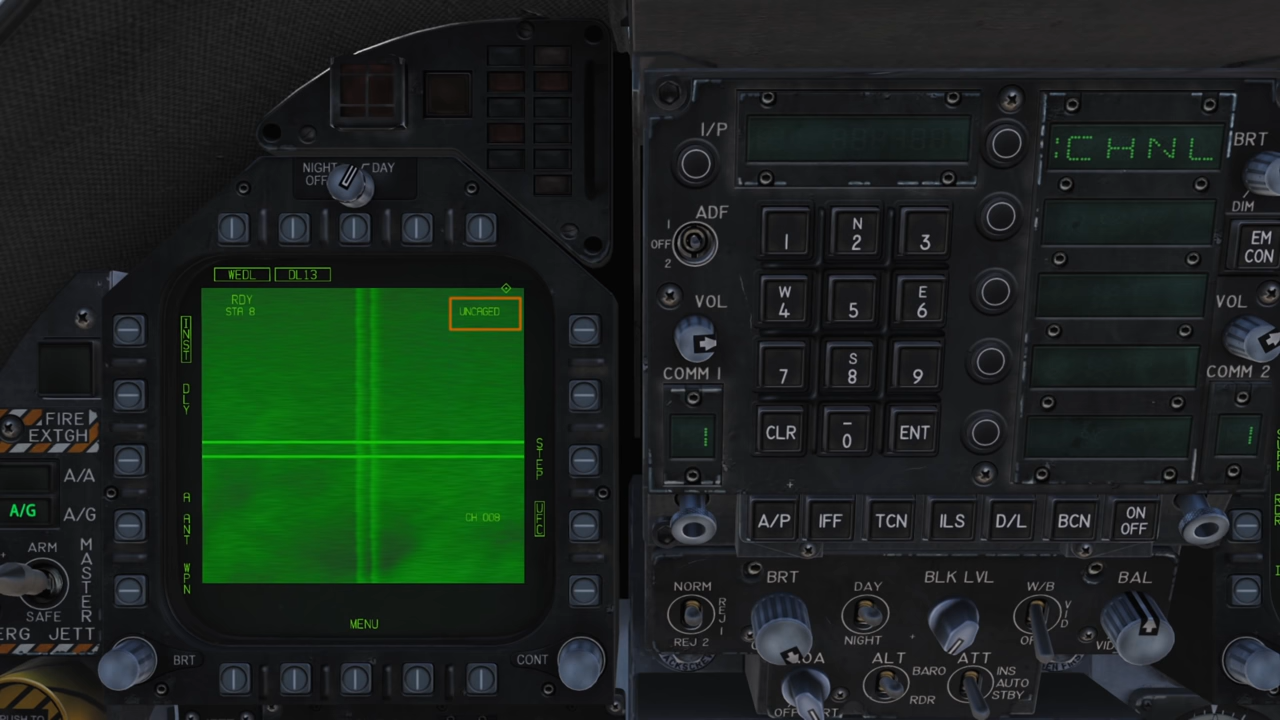 NIGHT DAY
OFF
WEDL DL13
RDY
STA 8
UNCAGED
INST
DLY
A
ANT
WPN
STEP
UFC
CH 008
MENU
BRT
CONT
FIRE
EXTGH
A/A
A/G
A/G
ARM
SAFE
MASTER
ERG JETT
PUSH TO
I/P
ADF
1
OFF
2
VOL
COMM 1
1
N
2
3
W
4
5
E
6
7
S
8
9
CLR
–
0
ENT
:CHNL
BRT
DIM
EM
CON
VOL
COMM 2
A/P IFF TCN ILS D/L BCN ON
OFF
NORM
REJ 1
REJ 2
BRT
DAY
NIGHT
BLK LVL
W/B
VID
BAL
ALT
BARO
RDR
ATT
INS
AUTO
STBY